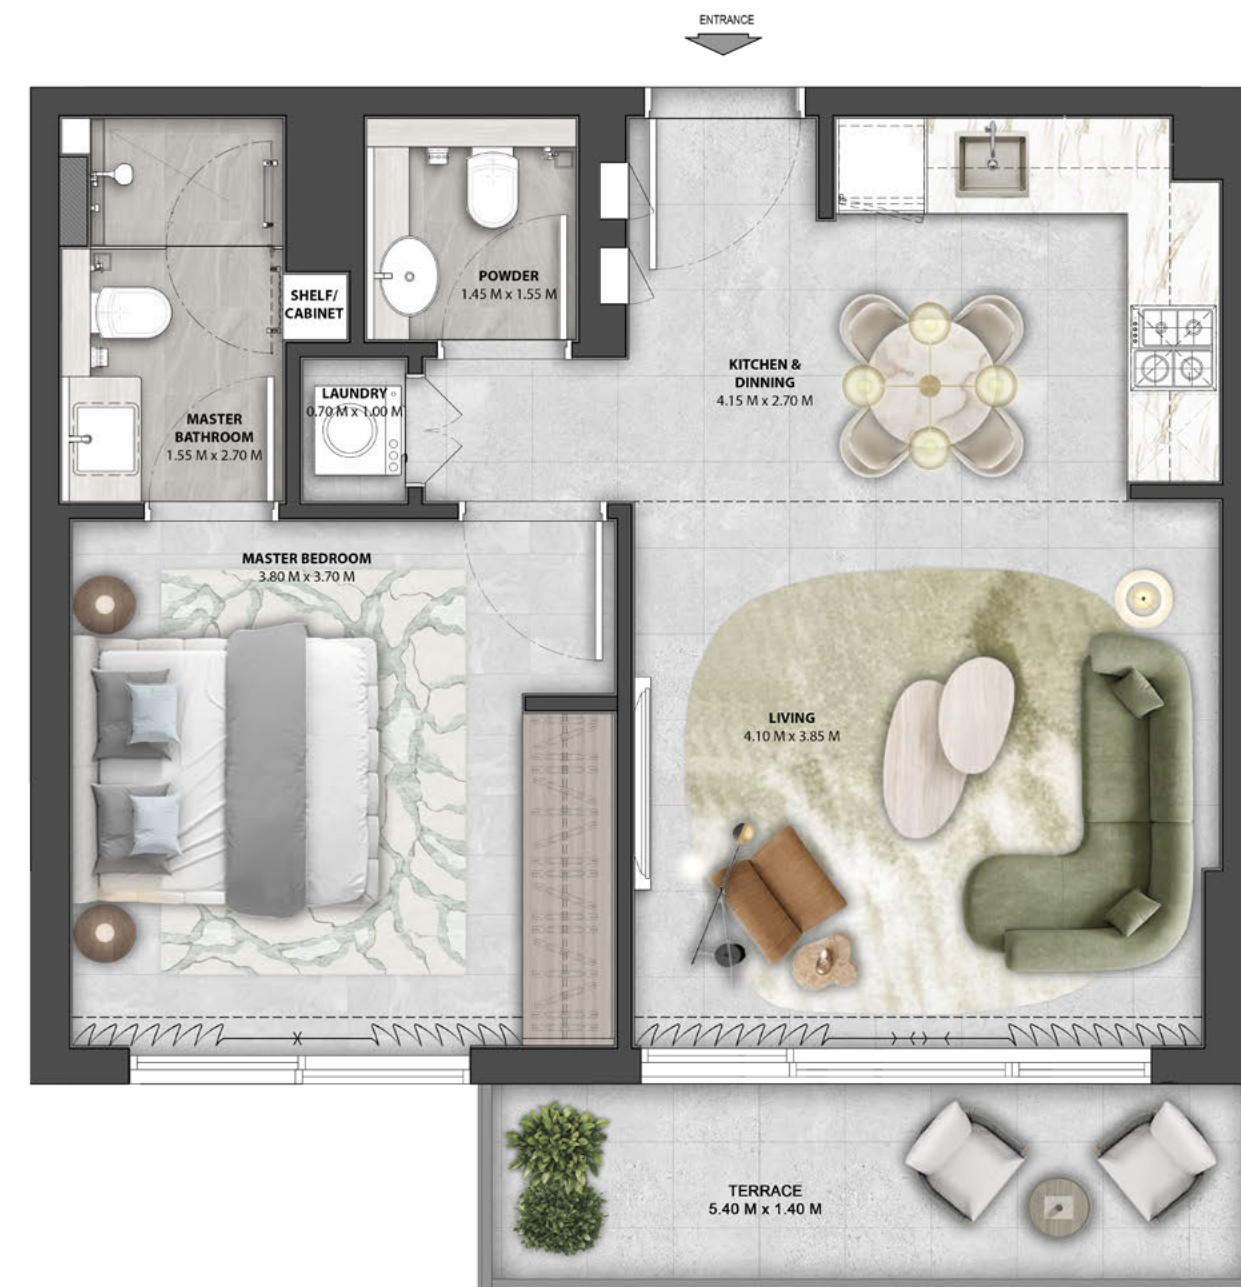 ENTRANCE
POWDER
1.45 M x 1.55 M
SHELF/
CABINET
KITCHEN &
DINNING
4.15 M x 2.70 M
LAUNDRY
0.70 M x 1.00 M
MASTER
BATHROOM
1.55 M x 2.70 M
MASTER BEDROOM
3.80 M x 3.70 M
LIVING
4.10 M x 3.85 M
TERRACE
5.40 M x 1.40 M